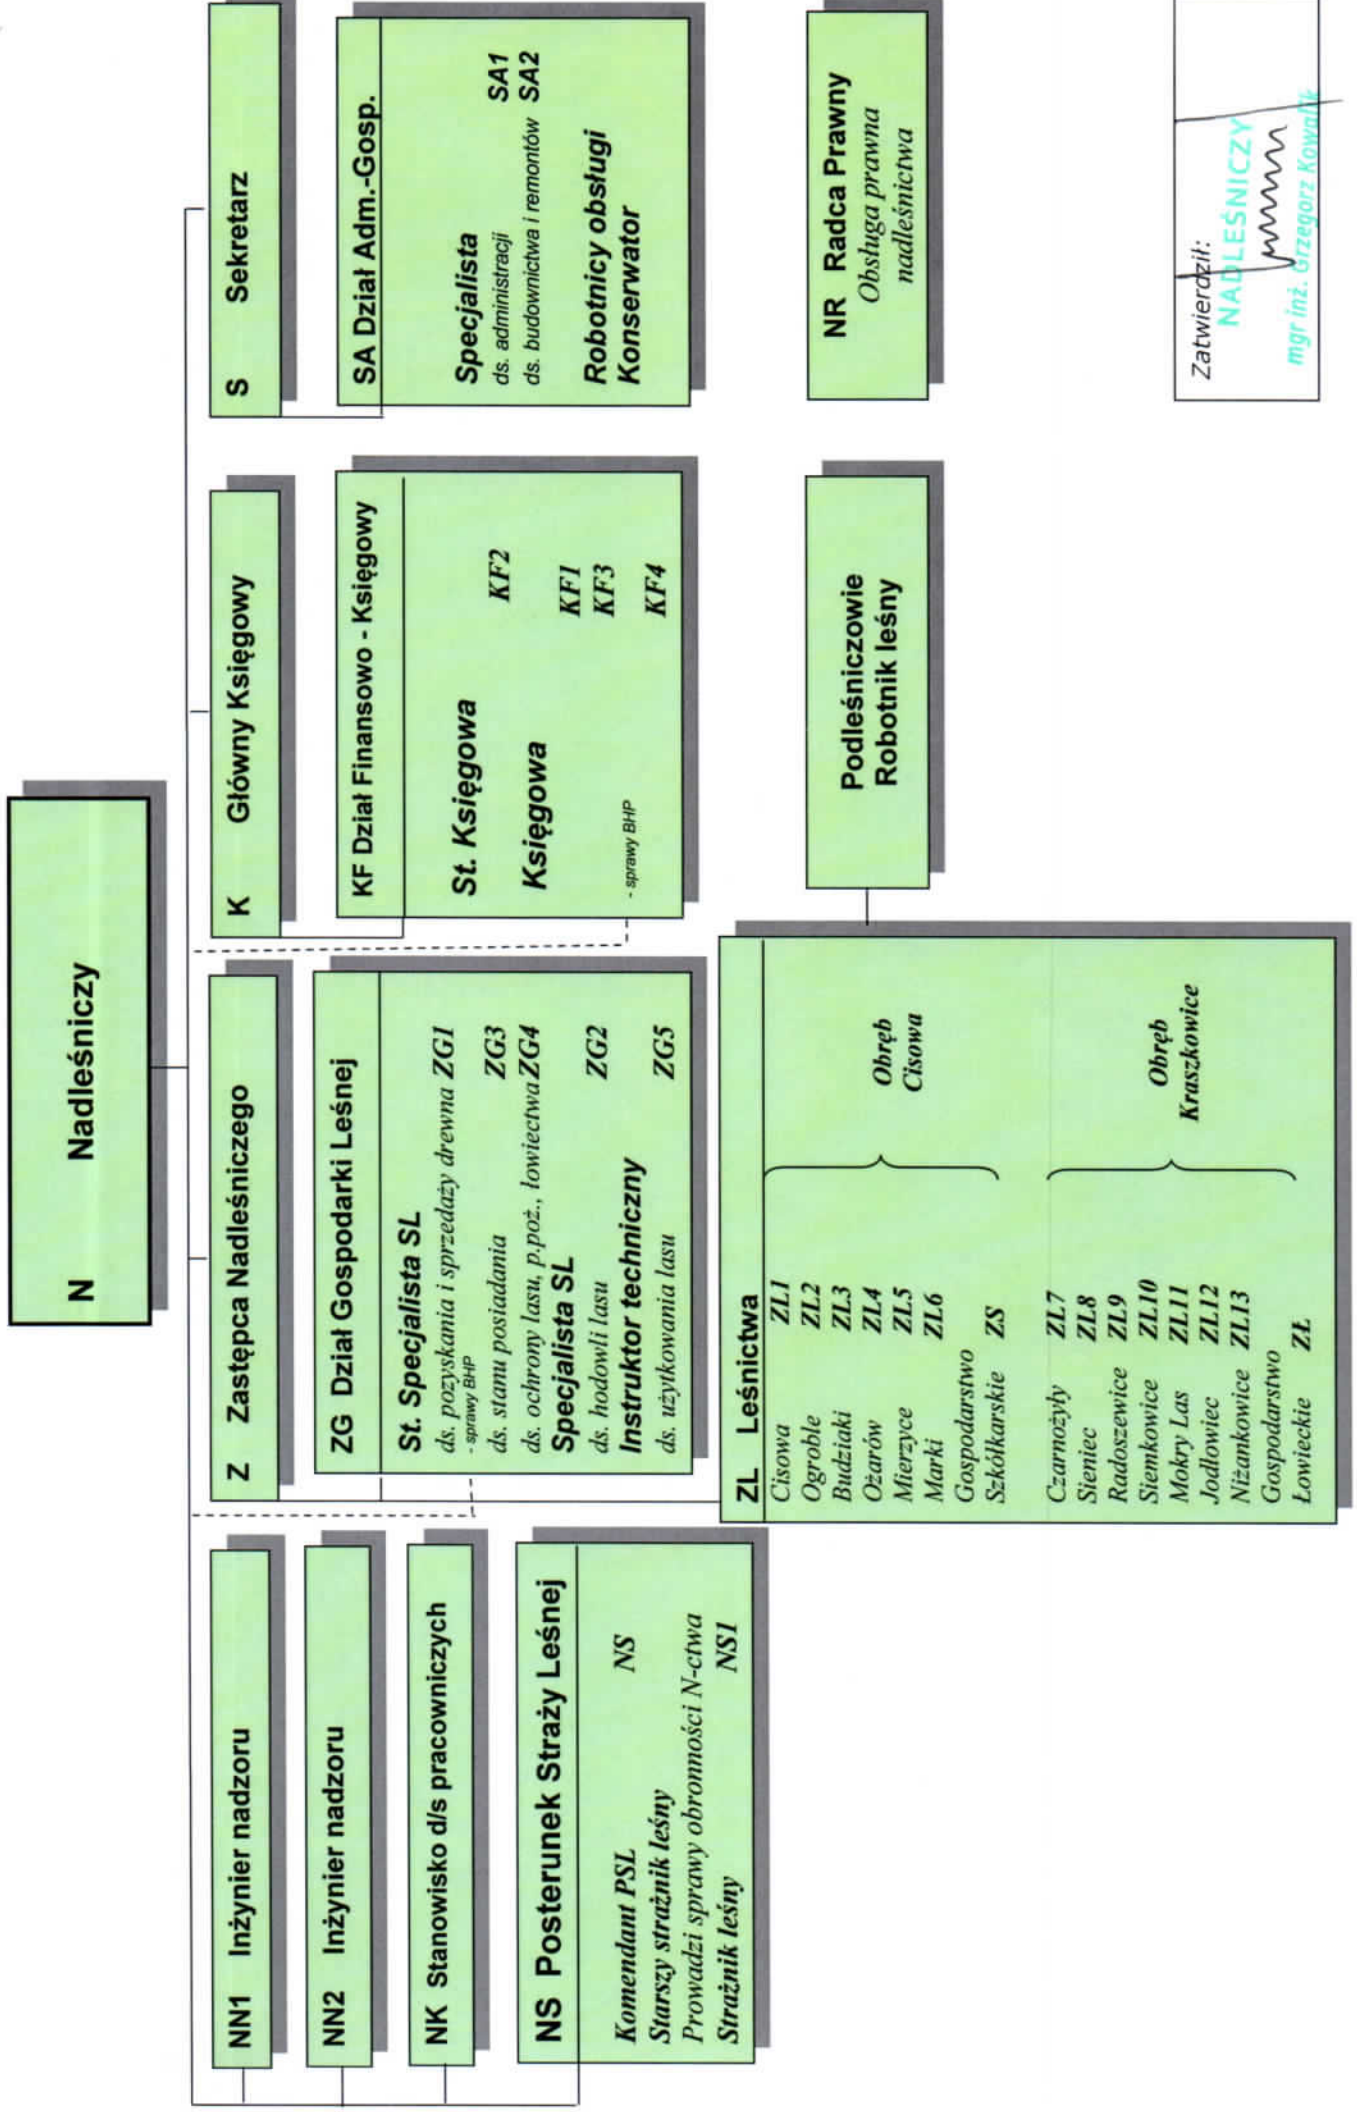 N Nadleśniczy
NN1 Inżynier nadzoru
NN2 Inżynier nadzoru
NK Stanowisko d/s pracowniczych
NS Posterunek Straży Leśnej
Komendant PSL NS
Starszy strażnik leśny
Prowadzi sprawy obronności N-ctwa
Strażnik leśny NS1
Z Zastępca Nadleśniczego
ZG Dział Gospodarki Leśnej
St. Specjalista SL
ds. pozyskania i sprzedaży drewna ZG1
- sprawy BHP
ds. stanu posiadania ZG3
ds. ochrony lasu, p.poż., łowiectwa ZG4
Specjalista SL
ds. hodowli lasu ZG2
Instruktor techniczny
ds. użytkowania lasu ZG5
ZL Leśnictwa
Cisowa ZL1
Ogroble ZL2
Budziaki ZL3
Ożarów ZL4
Mierzyce ZL5
Marki ZL6
Gospodarstwo
Szkółkarskie ZS
Obręb
Cisowa
Czarnożyły ZL7
Sieniec ZL8
Radoszewice ZL9
Siemkowice ZL10
Mokry Las ZL11
Jodłowiec ZL12
Niżankowice ZL13
Gospodarstwo
Łowieckie ZŁ
Obręb
Kraszkowice
K Główny Księgowy
KF Dział Finansowo - Księgowy
St. Księgowa
KF2
Księgowa
KF1
KF3
- sprawy BHP
KF4
Podleśniczowie
Robotnik leśny
S Sekretarz
SA Dział Adm.-Gosp.
Specjalista
ds. administracji SA1
ds. budownictwa i remontów SA2
Robotnicy obsługi
Konserwator
NR Radca Prawny
Obsługa prawna
nadleśnictwa
Zatwierdził:
NADLEŚNICZY
mgr inż. Grzegorz Kowalik